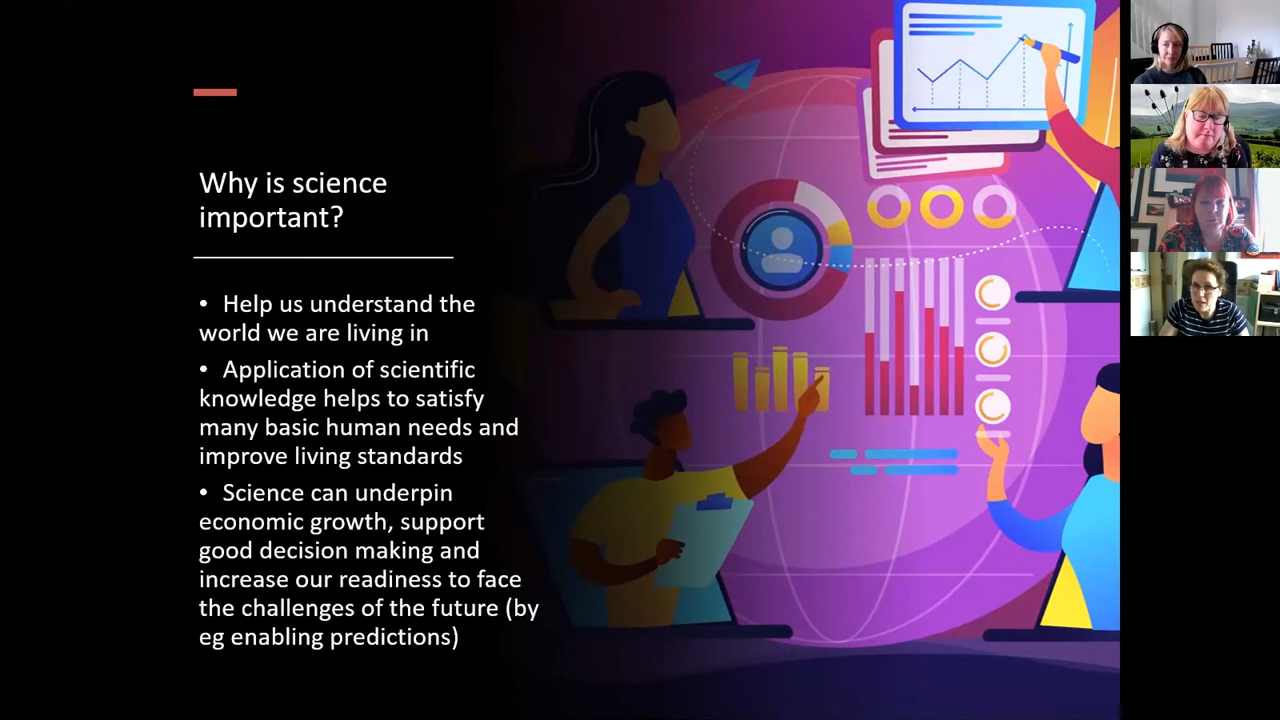 Why is science
important?
• Help us understand the
world we are living in
• Application of scientific
knowledge helps to satisfy
many basic human needs and
improve living standards
• Science can underpin
economic growth, support
good decision making and
increase our readiness to face
the challenges of the future (by
eg enabling predictions)